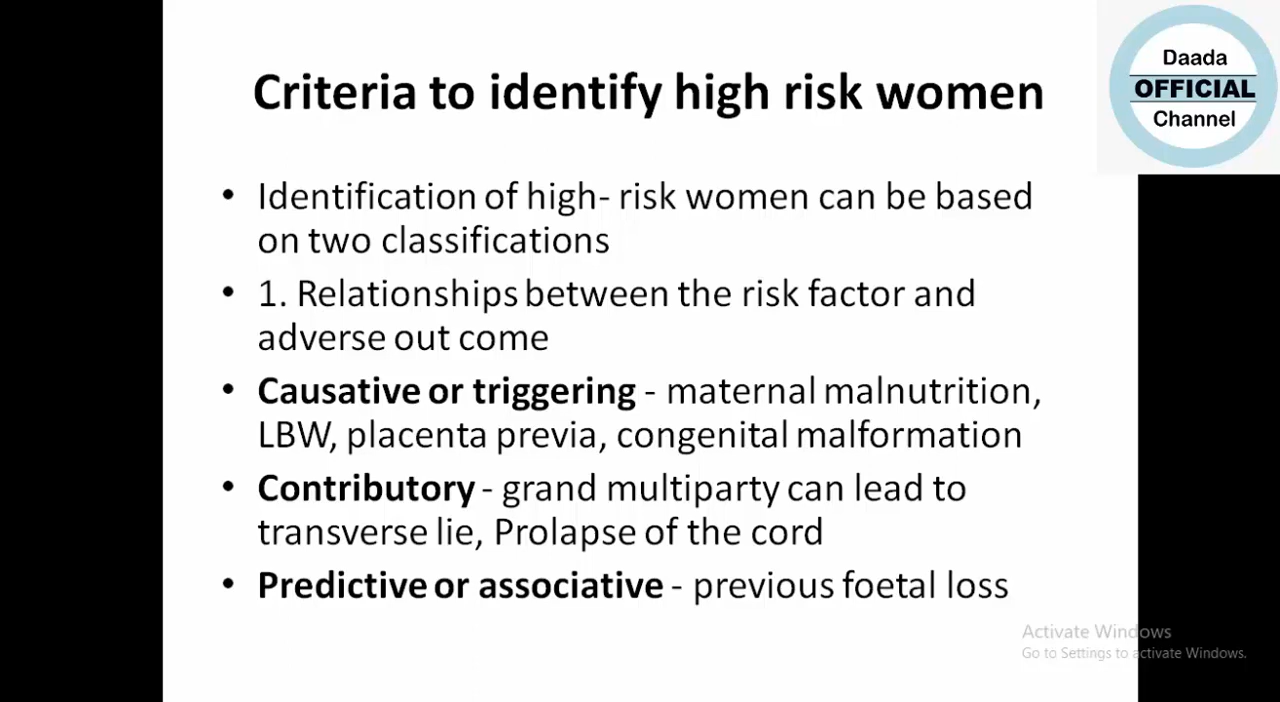 Daada
OFFICIAL
Channel
Criteria to identify high risk women
• Identification of high- risk women can be based
on two classifications
• 1. Relationships between the risk factor and
adverse out come
• Causative or triggering - maternal malnutrition,
LBW, placenta previa, congenital malformation
• Contributory - grand multiparty can lead to
transverse lie, Prolapse of the cord
• Predictive or associative - previous foetal loss
Activate Windows
Go to Settings to activate Windows.